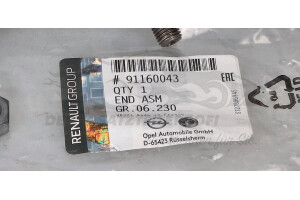 RENAULT GROUP
# 91160043
QTY 1
END ASM
GR.06.230
EAC
Opel Automobile GmbH
D-65423 Rüsselsheim